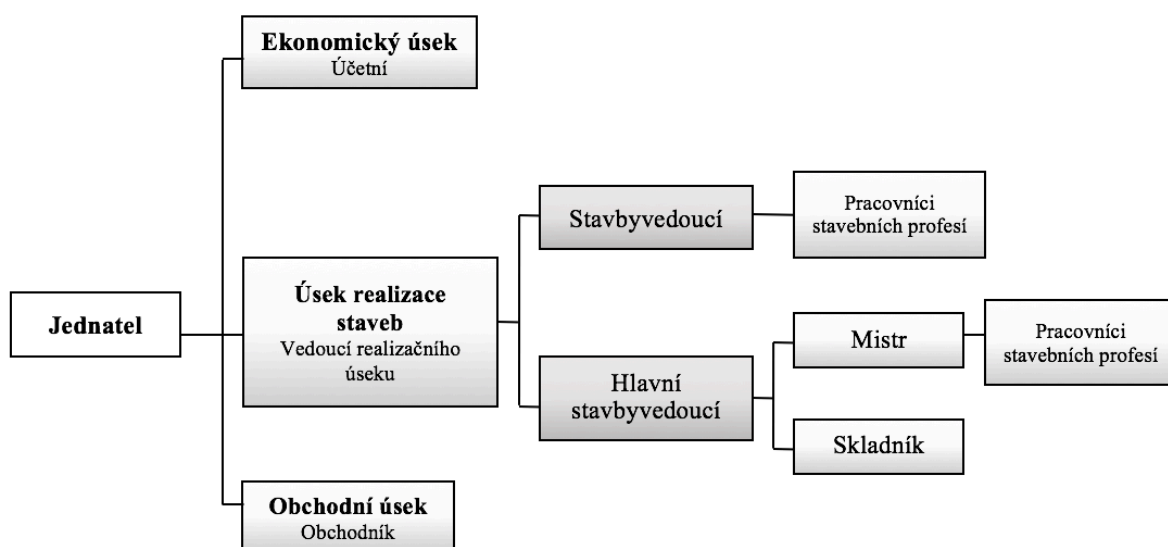 Ekonomický úsek
Účetní
Stavbyvedoucí
Pracovníci
stavebních profesí
Jednatel
Úsek realizace
staveb
Vedoucí realizačního
úseku
Hlavní
stavbyvedoucí
Mistr
Pracovníci
stavebních profesí
Skladník
Obchodní úsek
Obchodník